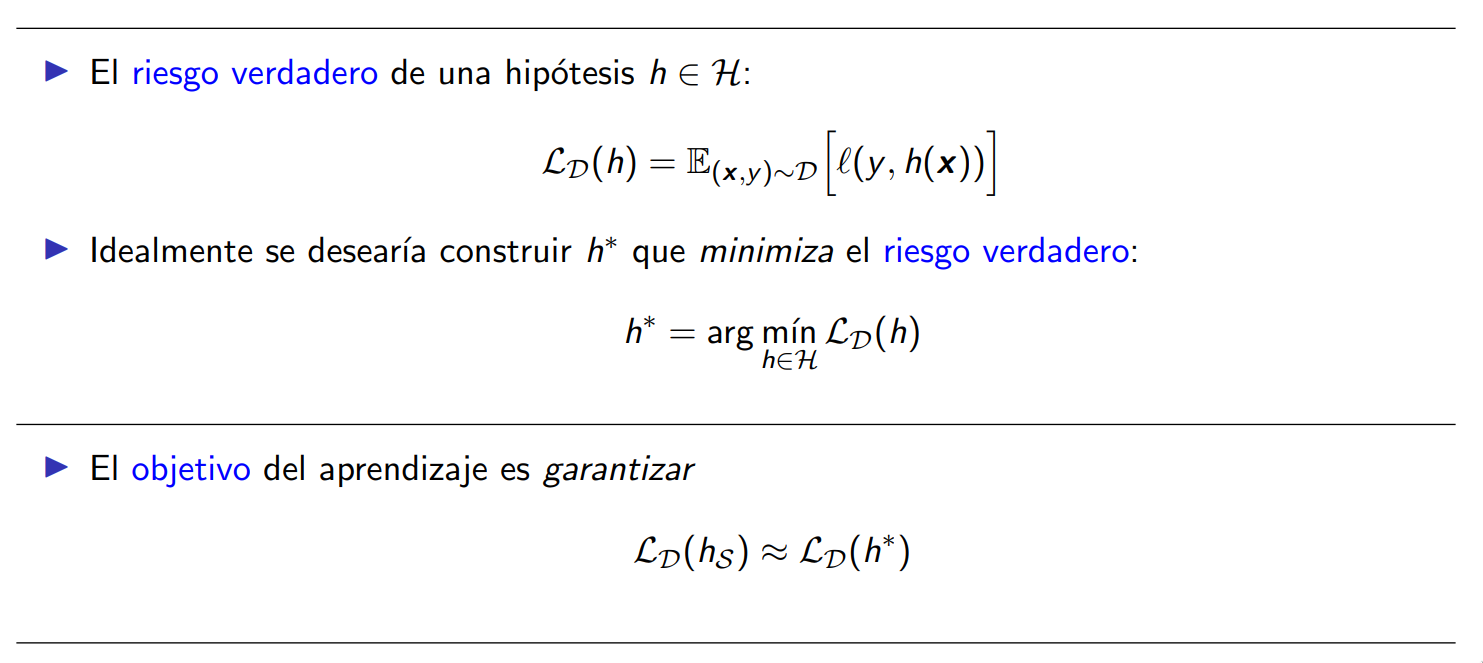 ▶ El riesgo verdadero de una hipótesis h ∈ ℋ:
ℒ_𝒟(h) = 𝔼_{(𝒙,y)∼𝒟}[ℓ(y, h(𝒙))]
▶ Idealmente se desearía construir h* que minimiza el riesgo verdadero:
h* = arg mín_{h∈ℋ} ℒ_𝒟(h)
▶ El objetivo del aprendizaje es garantizar
ℒ_𝒟(h_𝒮) ≈ ℒ_𝒟(h*)